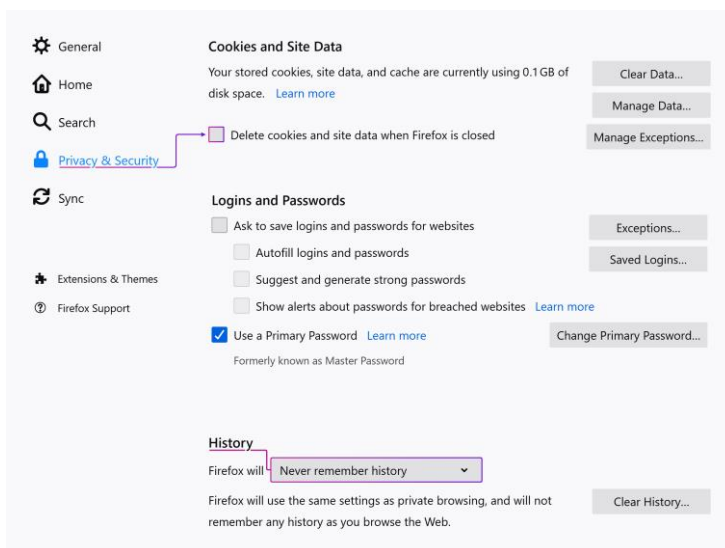 General
Home
Search
Privacy & Security
Sync
Extensions & Themes
Firefox Support
Cookies and Site Data
Your stored cookies, site data, and cache are currently using 0.1 GB of
disk space. Learn more
Clear Data...
Manage Data...
Delete cookies and site data when Firefox is closed
Manage Exceptions...
Logins and Passwords
Ask to save logins and passwords for websites
Exceptions...
Autofill logins and passwords
Saved Logins...
Suggest and generate strong passwords
Show alerts about passwords for breached websites Learn more
Use a Primary Password Learn more
Change Primary Password...
Formerly known as Master Password
History
Firefox will Never remember history
Firefox will use the same settings as private browsing, and will not
remember any history as you browse the Web.
Clear History...